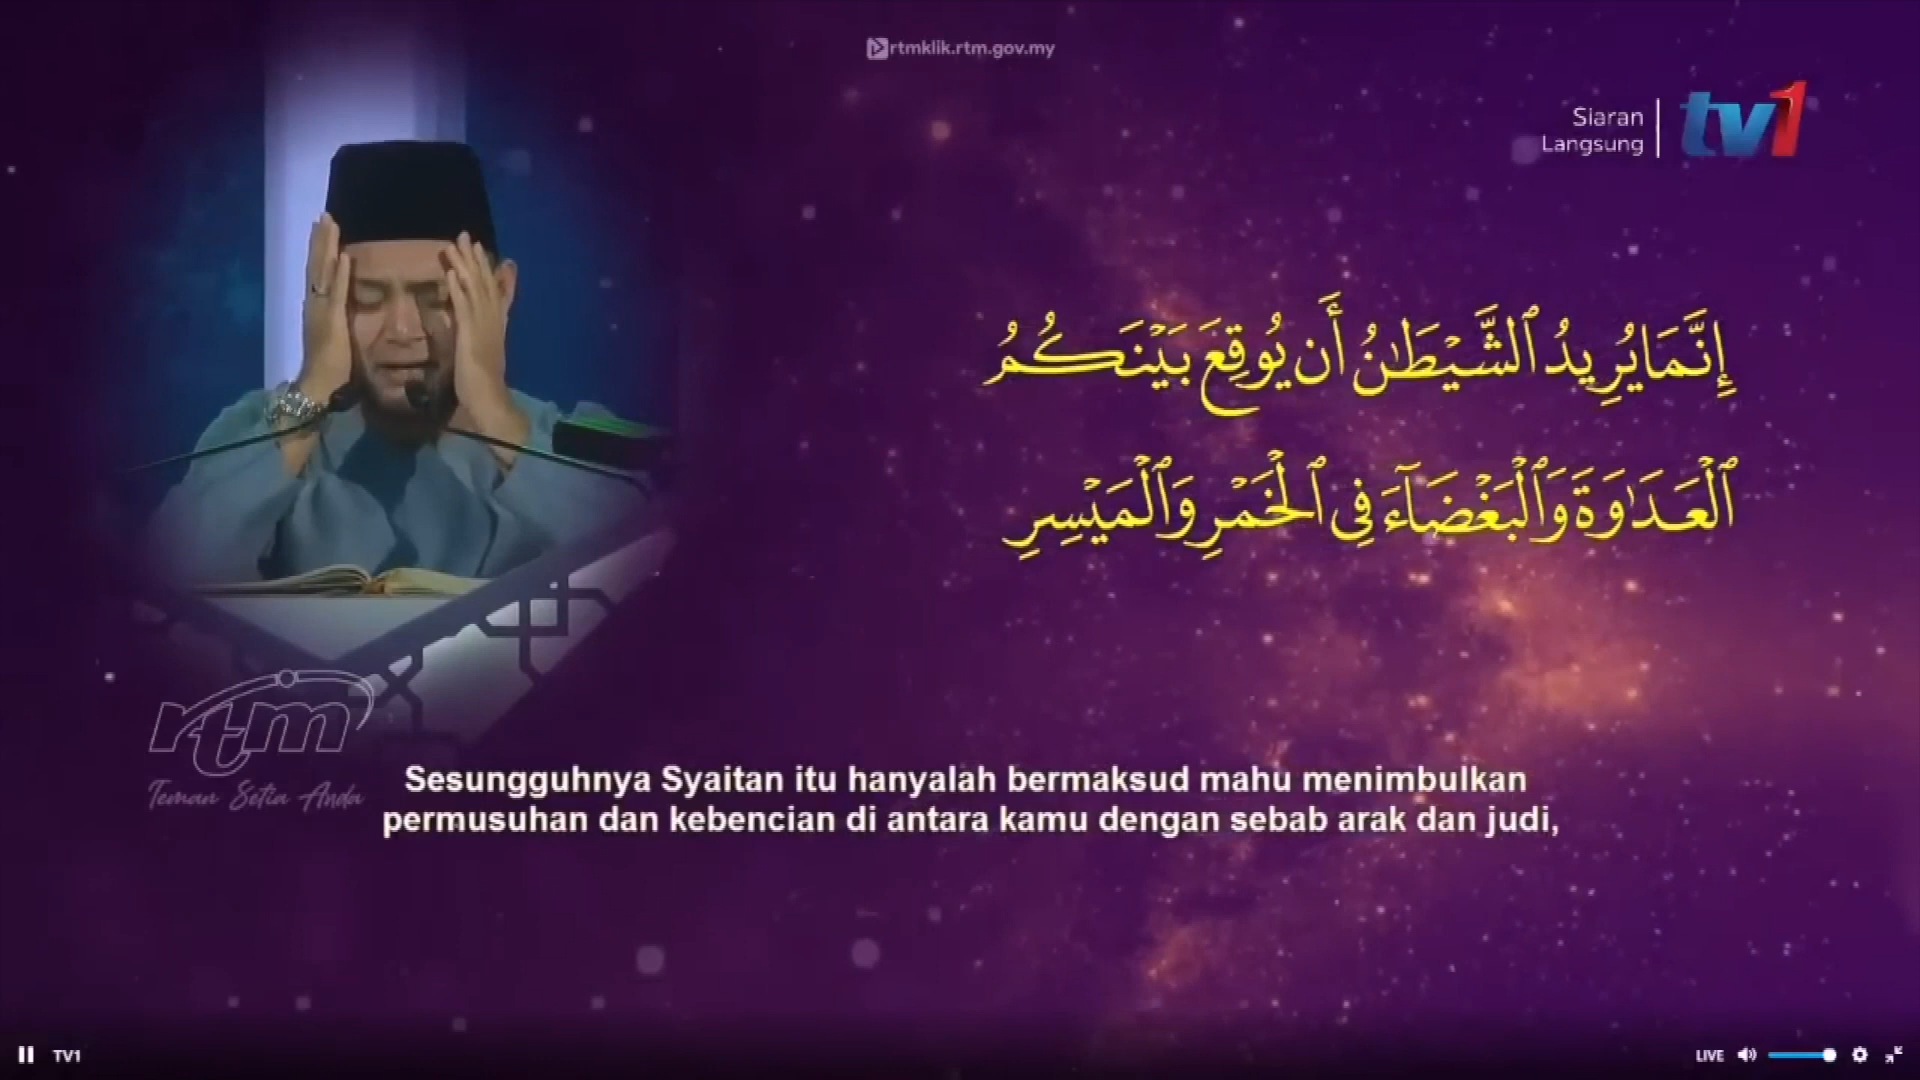 rtmklik.rtm.gov.my
Siaran
Langsung
tv1
إِنَّمَا يُرِيدُ ٱلشَّيْطَٰنُ أَن يُوقِعَ بَيْنَكُمُ
ٱلْعَدَٰوَةَ وَٱلْبَغْضَآءَ فِى ٱلْخَمْرِ وَٱلْمَيْسِرِ
rtm
Teman Setia Anda
Sesungguhnya Syaitan itu hanyalah bermaksud mahu menimbulkan
permusuhan dan kebencian di antara kamu dengan sebab arak dan judi,
TV1
LIVE